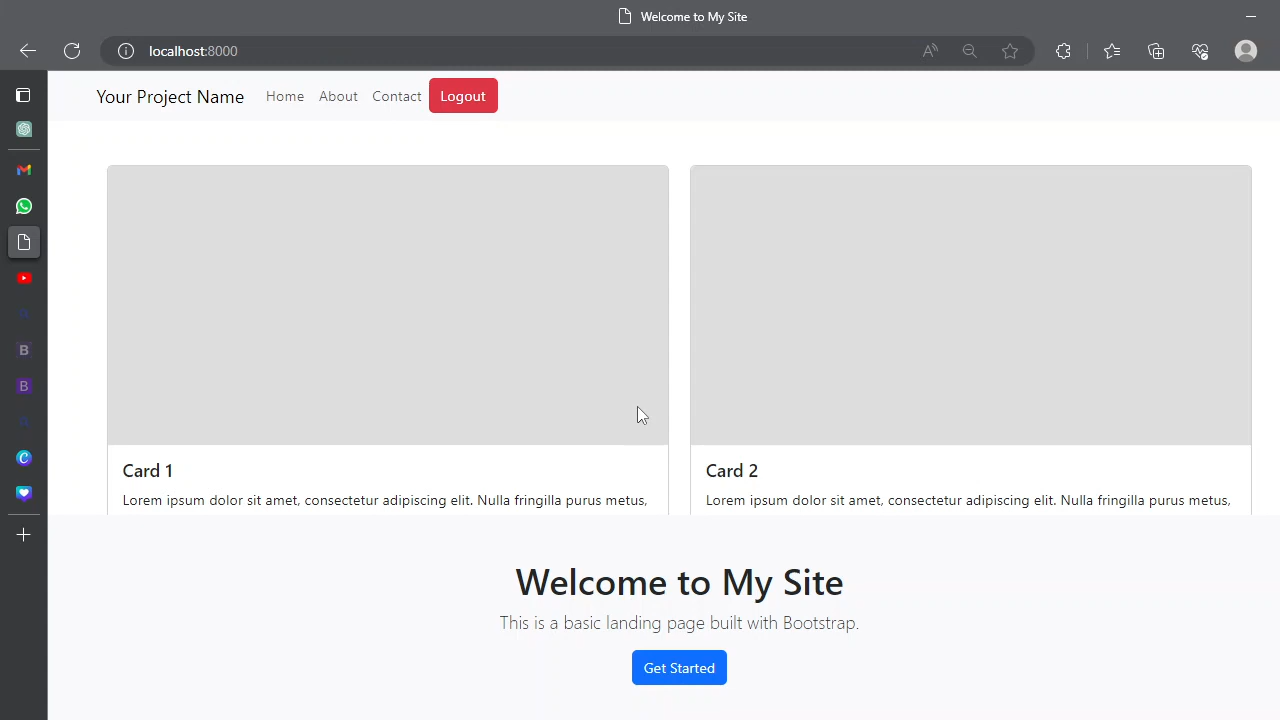 Welcome to My Site
localhost:8000
Your Project Name Home About Contact Logout
B
B
Card 1
Lorem ipsum dolor sit amet, consectetur adipiscing elit. Nulla fringilla purus metus,
Card 2
Lorem ipsum dolor sit amet, consectetur adipiscing elit. Nulla fringilla purus metus,
Welcome to My Site
This is a basic landing page built with Bootstrap.
Get Started